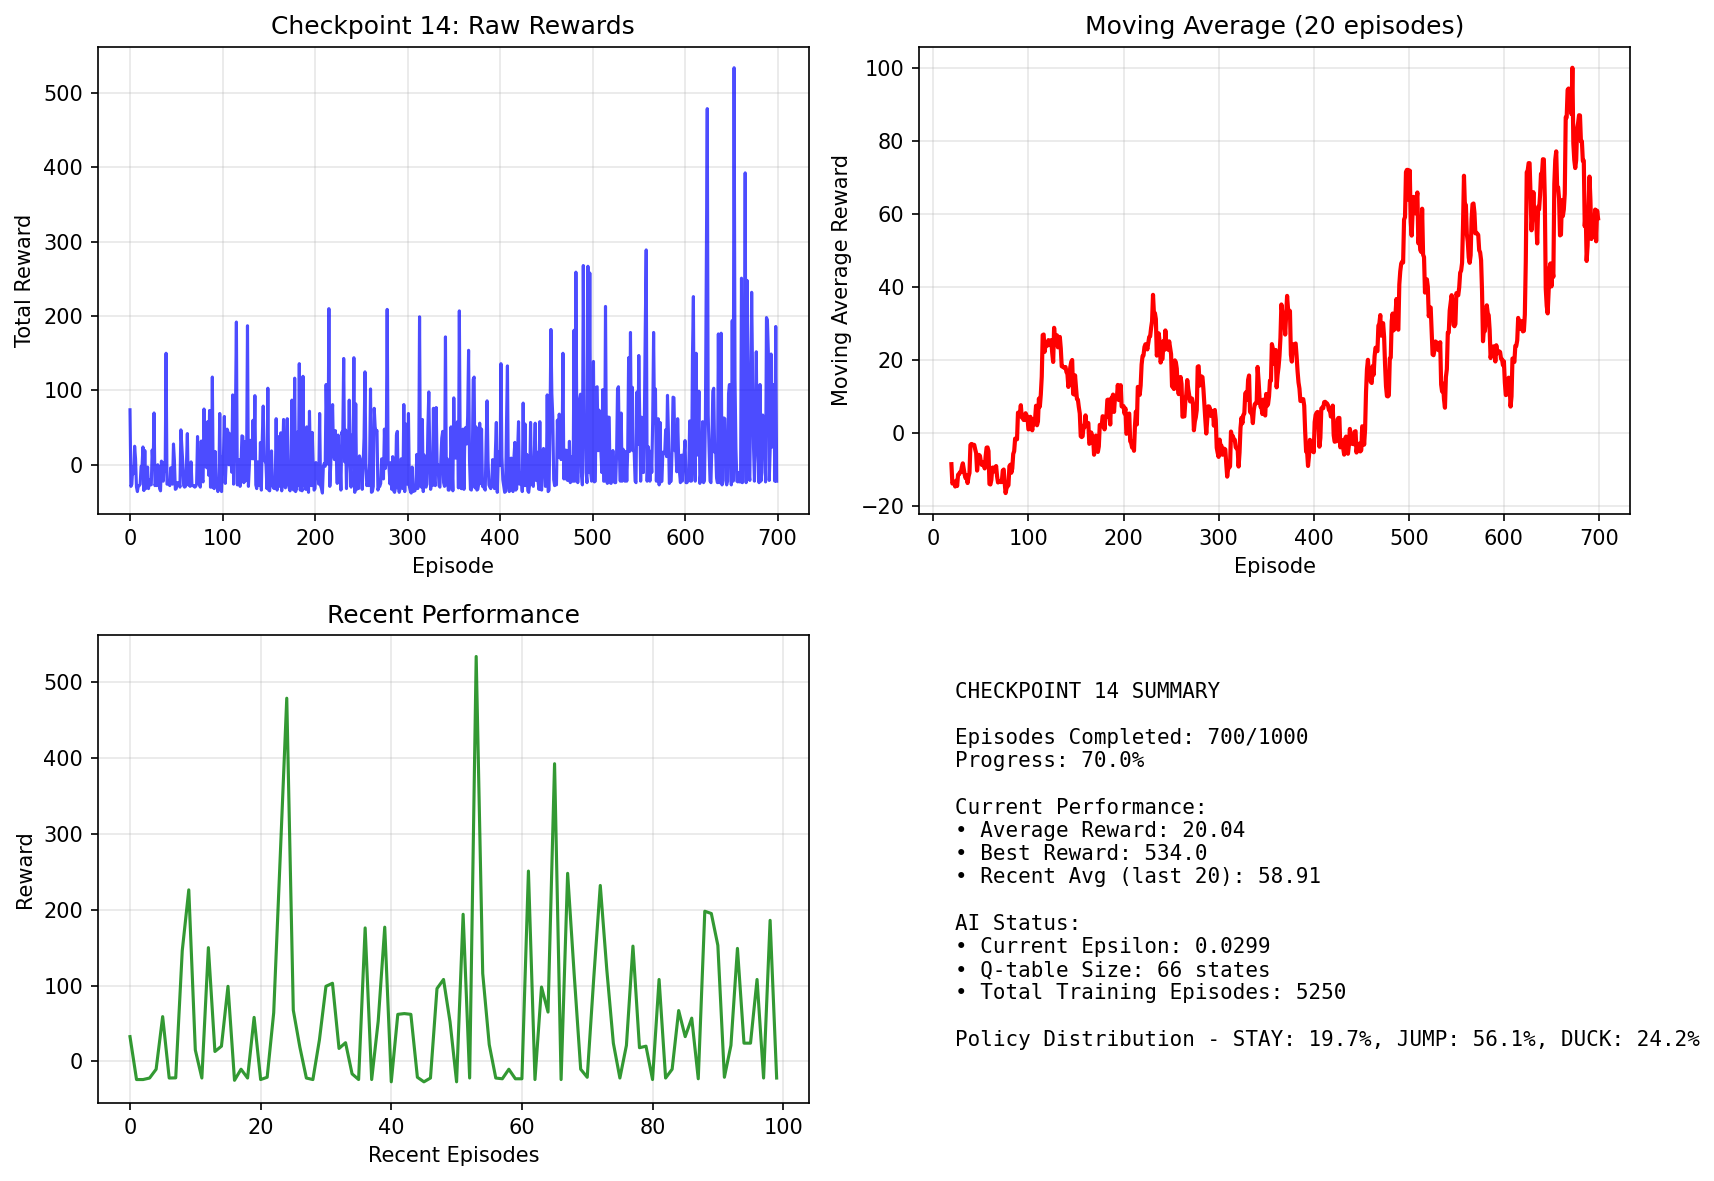 Checkpoint 14: Raw Rewards
500
400
300
200
100
0
Total Reward
0 100 200 300 400 500 600 700
Episode
Moving Average (20 episodes)
100
80
60
40
20
0
−20
Moving Average Reward
0 100 200 300 400 500 600 700
Episode
Recent Performance
500
400
300
200
100
0
Reward
0 20 40 60 80 100
Recent Episodes
CHECKPOINT 14 SUMMARY
Episodes Completed: 700/1000
Progress: 70.0%
Current Performance:
• Average Reward: 20.04
• Best Reward: 534.0
• Recent Avg (last 20): 58.91
AI Status:
• Current Epsilon: 0.0299
• Q-table Size: 66 states
• Total Training Episodes: 5250
Policy Distribution - STAY: 19.7%, JUMP: 56.1%, DUCK: 24.2%